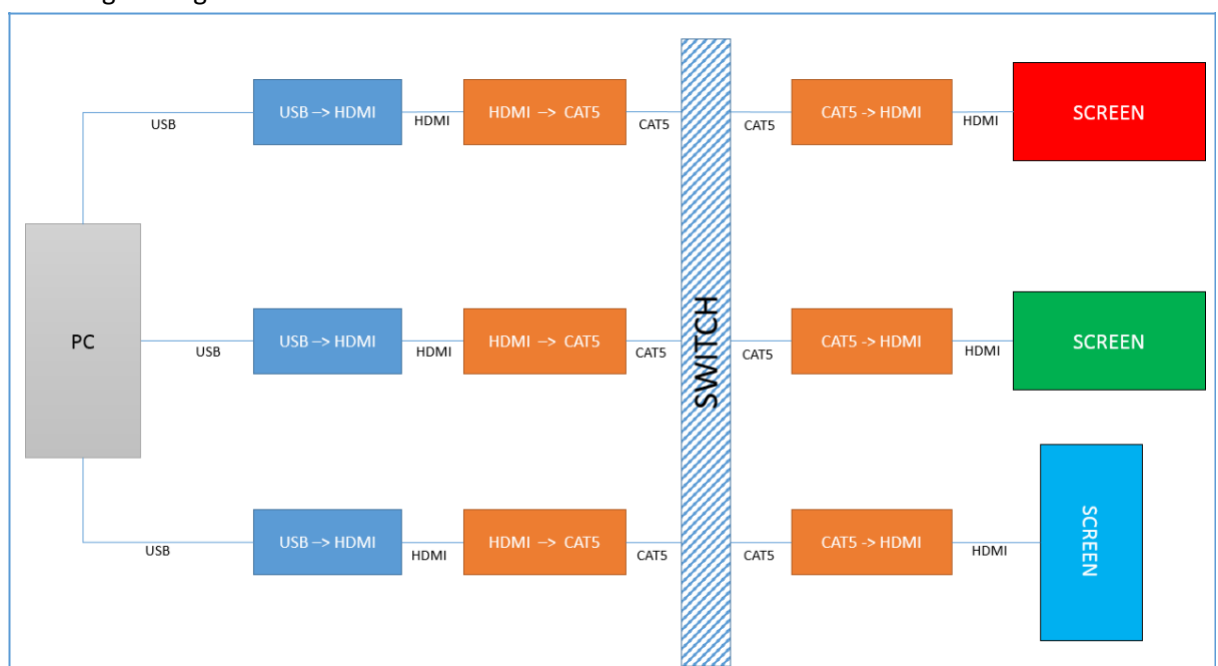 USB —> HDMI
HDMI —> CAT5
CAT5 -> HDMI
SCREEN
USB
HDMI
CAT5
CAT5
HDMI
PC
SWITCH
USB —> HDMI
HDMI —> CAT5
CAT5 -> HDMI
SCREEN
USB
HDMI
CAT5
CAT5
HDMI
USB —> HDMI
HDMI —> CAT5
CAT5 -> HDMI
SCREEN
USB
HDMI
CAT5
CAT5
HDMI